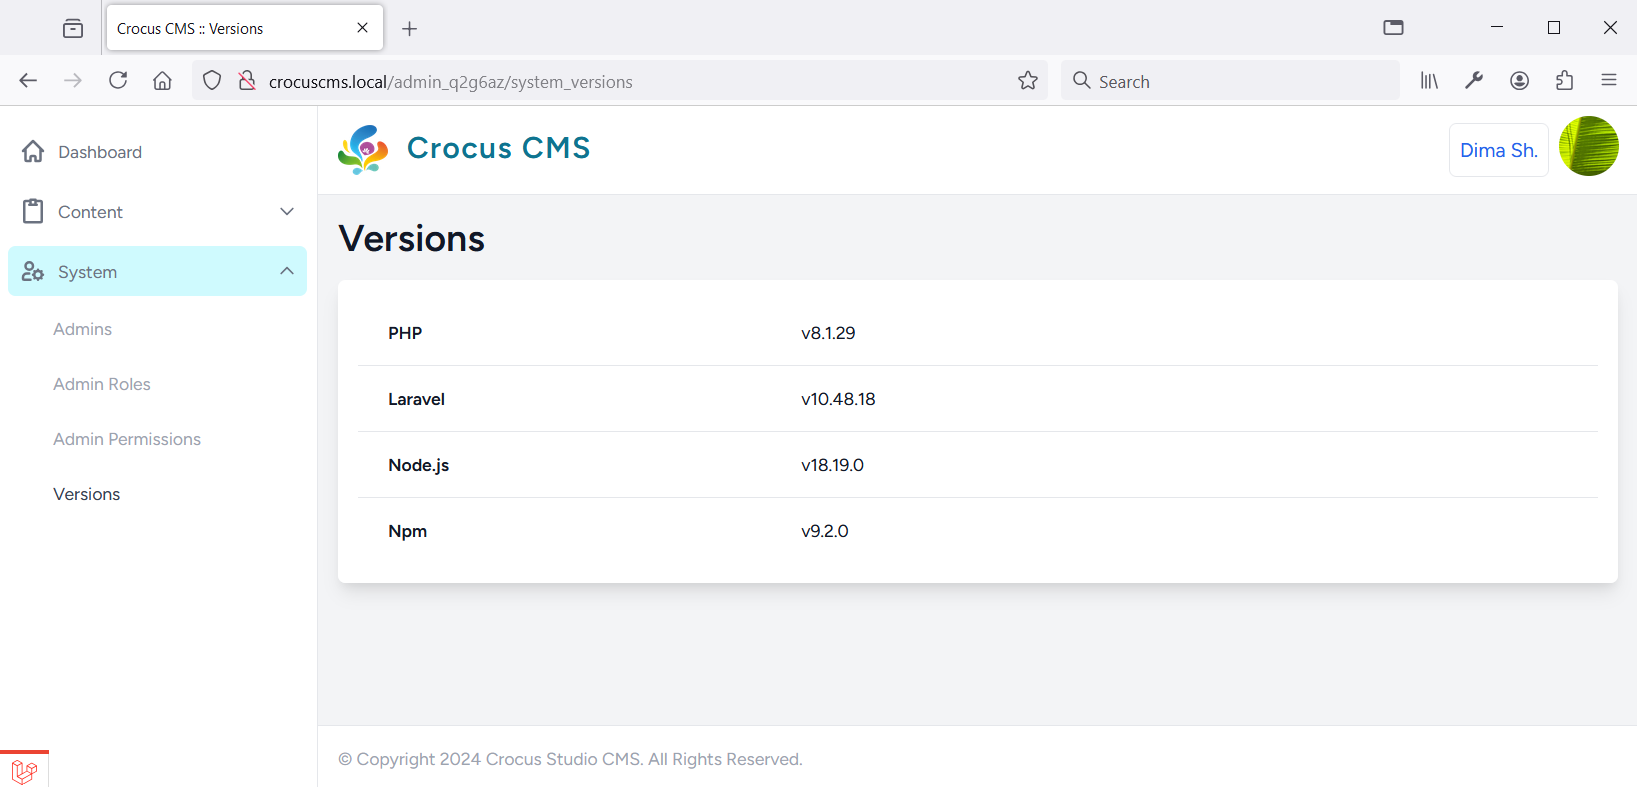 Crocus CMS :: Versions
crocuscms.local/admin_q2g6az/system_versions
Search
Dashboard
Content
System
Admins
Admin Roles
Admin Permissions
Versions
Crocus CMS
Dima Sh.
Versions
PHP v8.1.29
Laravel v10.48.18
Node.js v18.19.0
Npm v9.2.0
© Copyright 2024 Crocus Studio CMS. All Rights Reserved.